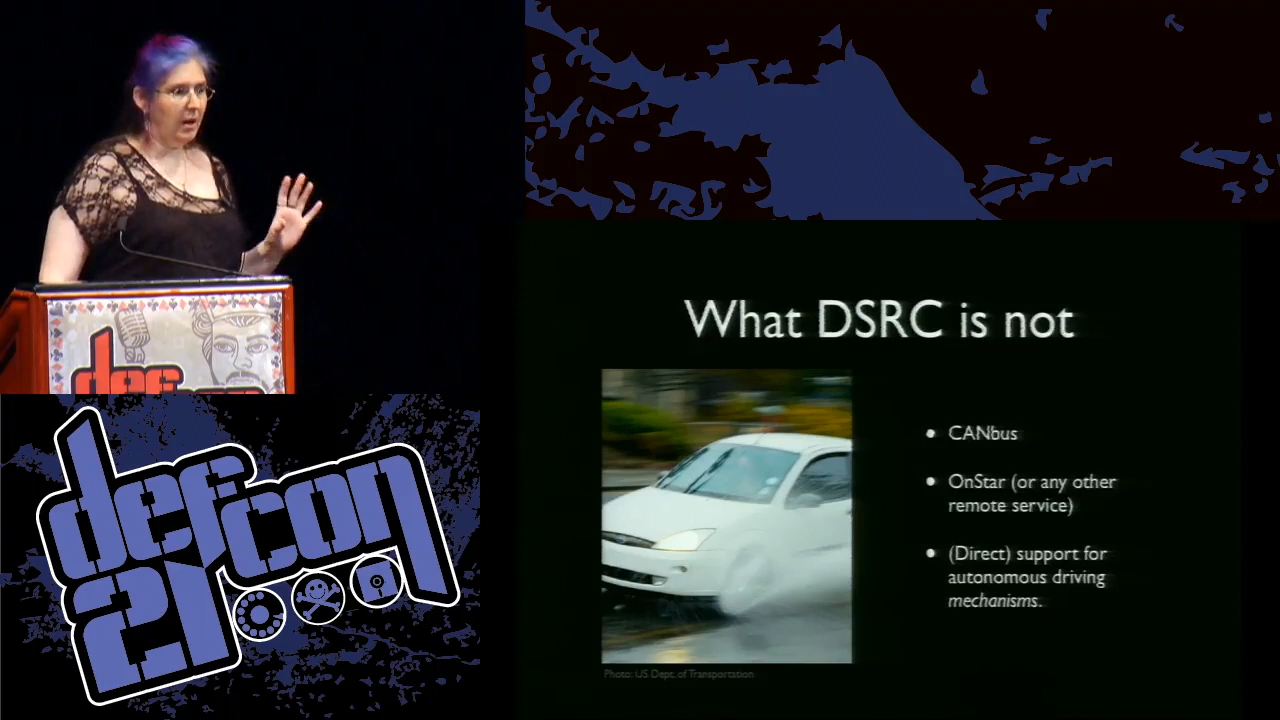 def
con
defcon
21
What DSRC is not
• CANbus
• OnStar (or any other
remote service)
• (Direct) support for
autonomous driving
mechanisms.
Photo: US Dept. of Transportation